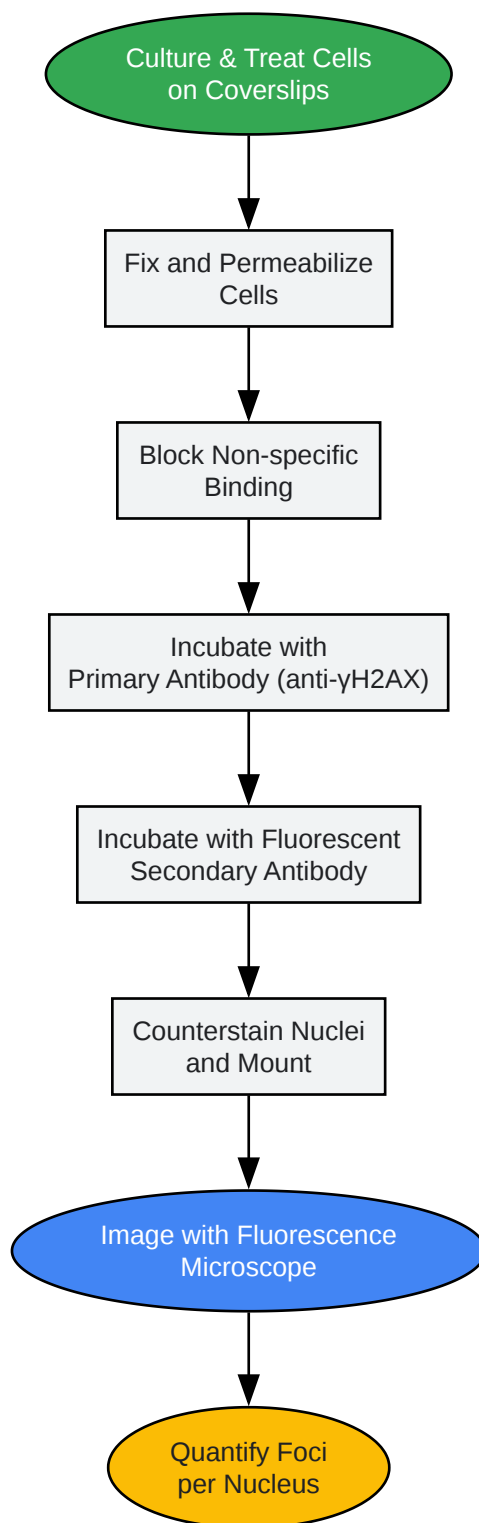 Culture & Treat Cells
on Coverslips
Fix and Permeabilize
Cells
Block Non-specific
Binding
Incubate with
Primary Antibody (anti-γH2AX)
Incubate with Fluorescent
Secondary Antibody
Counterstain Nuclei
and Mount
Image with Fluorescence
Microscope
Quantify Foci
per Nucleus